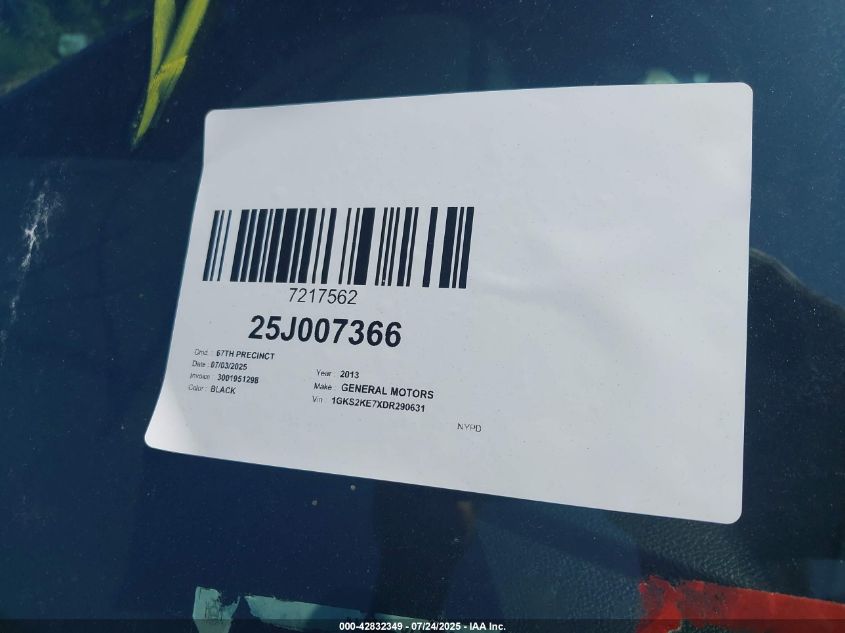 7217562
25J007366
Cmd : 67TH PRECINCT
Date : 07/03/2025
Invoice : 3001951298
Color : BLACK
Year : 2013
Make : GENERAL MOTORS
Vin : 1GKS2KE7XDR290631
NYPD
000-42832349 - 07/24/2025 - IAA Inc.